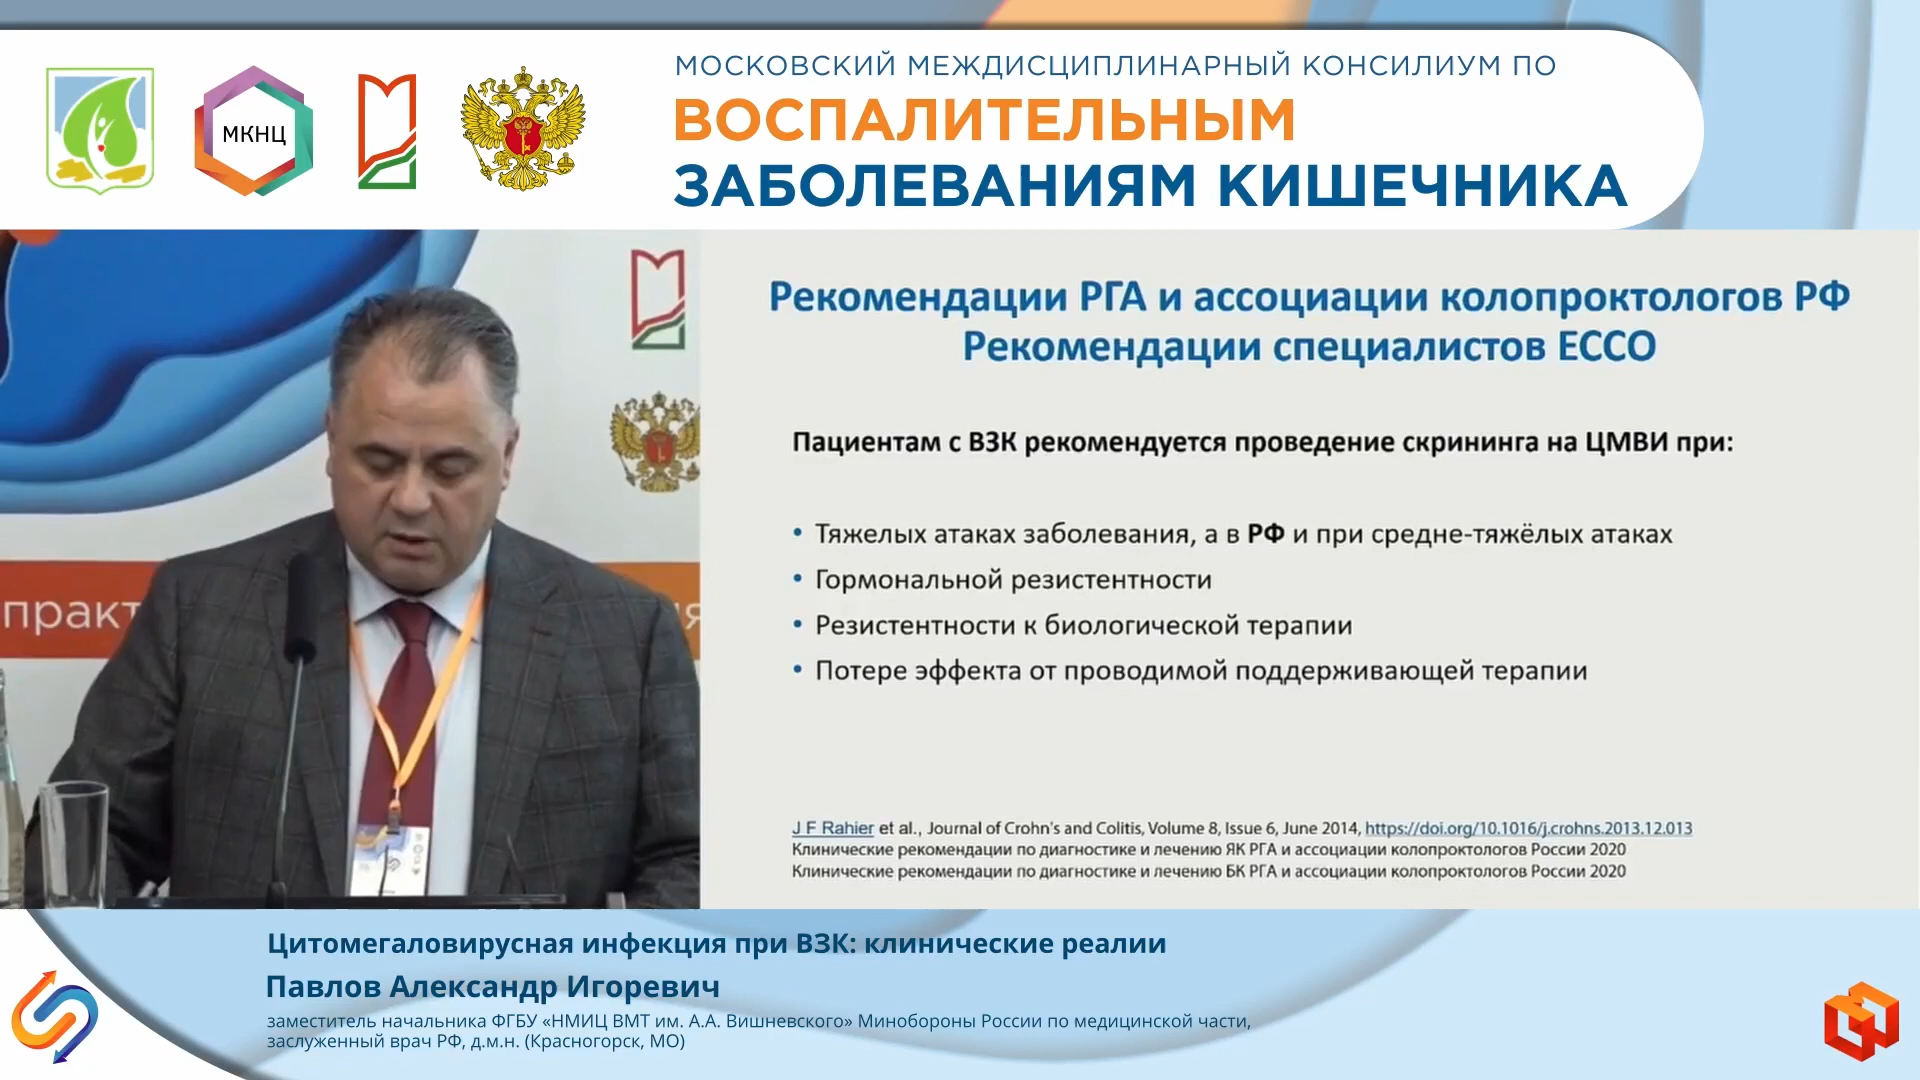 МКНЦ
МОСКОВСКИЙ МЕЖДИСЦИПЛИНАРНЫЙ КОНСИЛИУМ ПО
ВОСПАЛИТЕЛЬНЫМ
ЗАБОЛЕВАНИЯМ КИШЕЧНИКА
практ
Рекомендации РГА и ассоциации колопроктологов РФ
Рекомендации специалистов ECCO
Пациентам с ВЗК рекомендуется проведение скрининга на ЦМВИ при:
• Тяжелых атаках заболевания, а в РФ и при средне-тяжёлых атаках
• Гормональной резистентности
• Резистентности к биологической терапии
• Потере эффекта от проводимой поддерживающей терапии
J F Rahier et al., Journal of Crohn's and Colitis, Volume 8, Issue 6, June 2014, https://doi.org/10.1016/j.crohns.2013.12.013
Клинические рекомендации по диагностике и лечению ЯК РГА и ассоциации колопроктологов России 2020
Клинические рекомендации по диагностике и лечению БК РГА и ассоциации колопроктологов России 2020
Цитомегаловирусная инфекция при ВЗК: клинические реалии
Павлов Александр Игоревич
заместитель начальника ФГБУ «НМИЦ ВМТ им. А.А. Вишневского» Минобороны России по медицинской части,
заслуженный врач РФ, д.м.н. (Красногорск, МО)